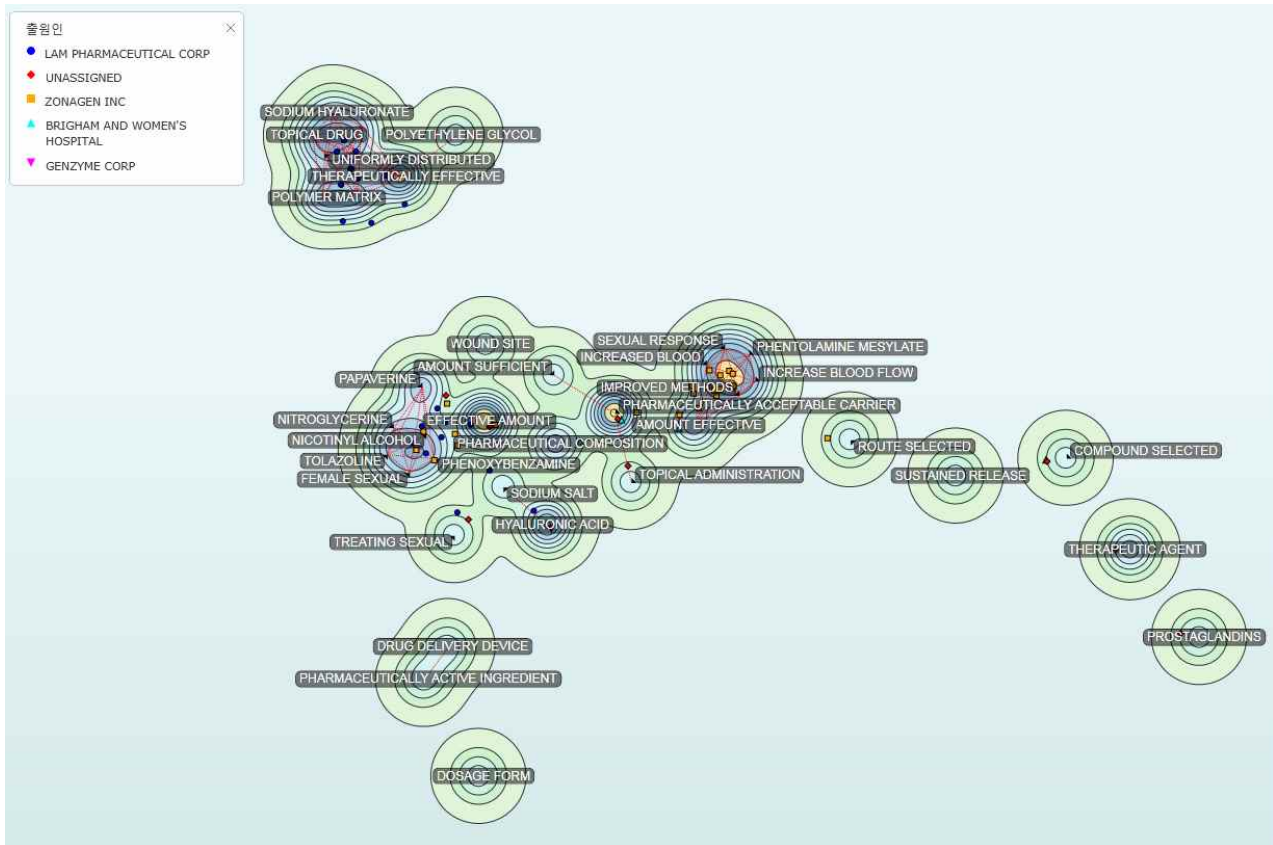 출원인
LAM PHARMACEUTICAL CORP
UNASSIGNED
ZONAGEN INC
BRIGHAM AND WOMEN'S
HOSPITAL
GENZYME CORP
SODIUM HYALURONATE
TOPICAL DRUG
POLYETHYLENE GLYCOL
UNIFORMLY DISTRIBUTED
THERAPEUTICALLY EFFECTIVE
POLYMER MATRIX
WOUND SITE
SEXUAL RESPONSE
PHENTOLAMINE MESYLATE
INCREASED BLOOD
AMOUNT SUFFICIENT
INCREASE BLOOD FLOW
PAPAVERINE
IMPROVED METHODS
PHARMACEUTICALLY ACCEPTABLE CARRIER
NITROGLYCERINE
EFFECTIVE AMOUNT
AMOUNT EFFECTIVE
NICOTINYL ALCOHOL
PHARMACEUTICAL COMPOSITION
ROUTE SELECTED
COMPOUND SELECTED
TOLAZOLINE
PHENOXYBENZAMINE
FEMALE SEXUAL
TOPICAL ADMINISTRATION
SUSTAINED RELEASE
SODIUM SALT
HYALURONIC ACID
TREATING SEXUAL
THERAPEUTIC AGENT
PROSTAGLANDINS
DRUG DELIVERY DEVICE
PHARMACEUTICALLY ACTIVE INGREDIENT
DOSAGE FORM